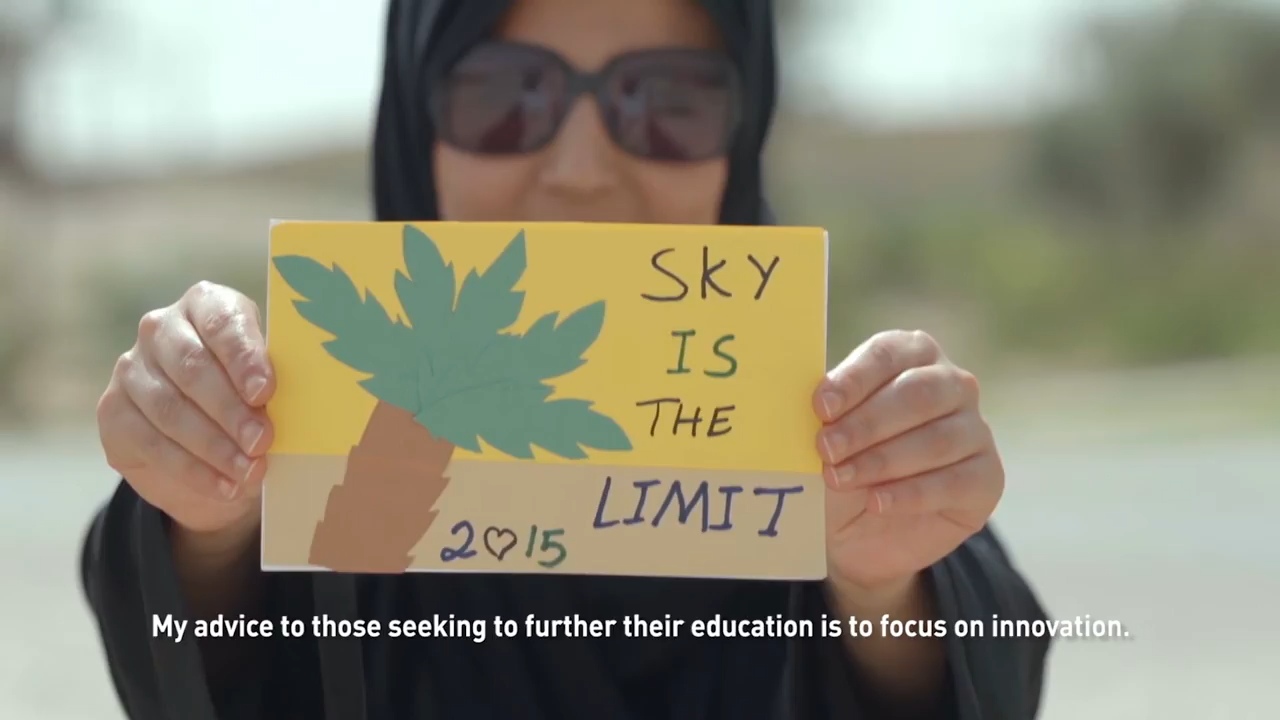 SKY
IS
THE
LIMIT
2♡15
My advice to those seeking to further their education is to focus on innovation.